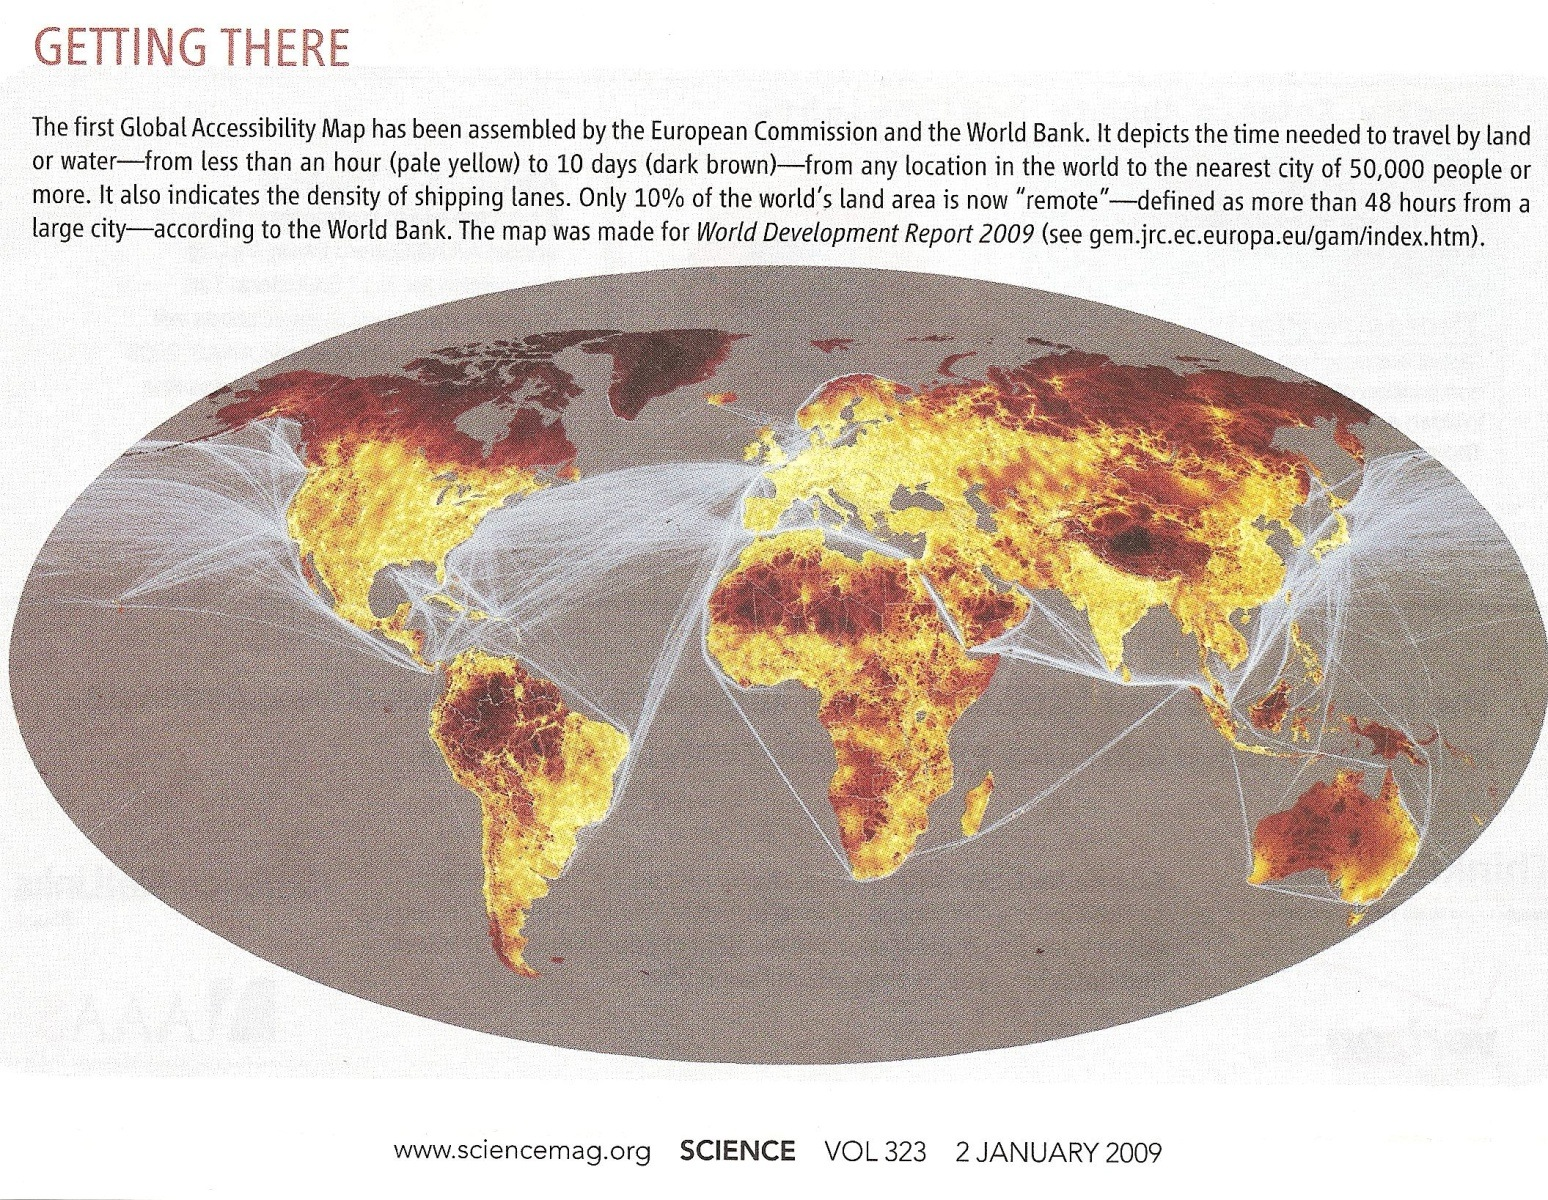 GETTING THERE
The first Global Accessibility Map has been assembled by the European Commission and the World Bank. It depicts the time needed to travel by land
or water—from less than an hour (pale yellow) to 10 days (dark brown)—from any location in the world to the nearest city of 50,000 people or
more. It also indicates the density of shipping lanes. Only 10% of the world's land area is now “remote”—defined as more than 48 hours from a
large city—according to the World Bank. The map was made for World Development Report 2009 (see gem.jrc.ec.europa.eu/gam/index.htm).
www.sciencemag.org SCIENCE VOL 323 2 JANUARY 2009